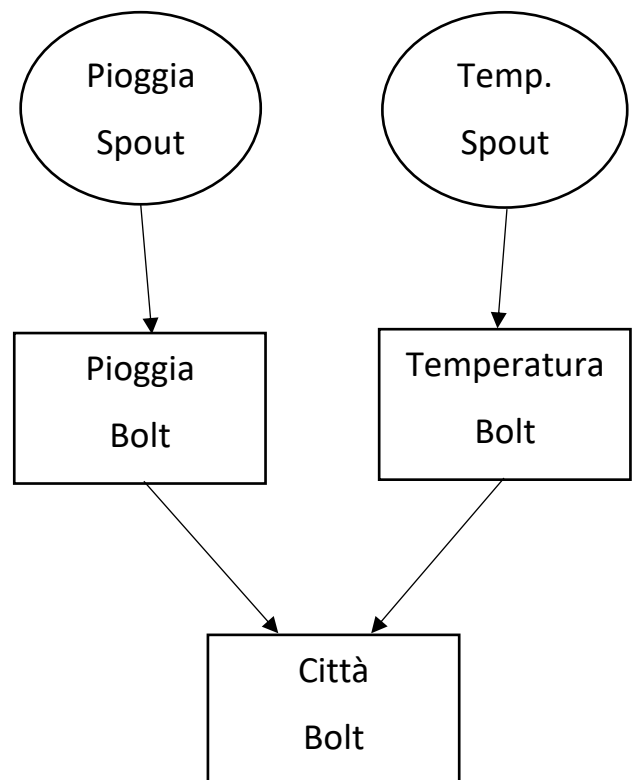 Pioggia
Spout
Temp.
Spout
Pioggia
Bolt
Temperatura
Bolt
Città
Bolt